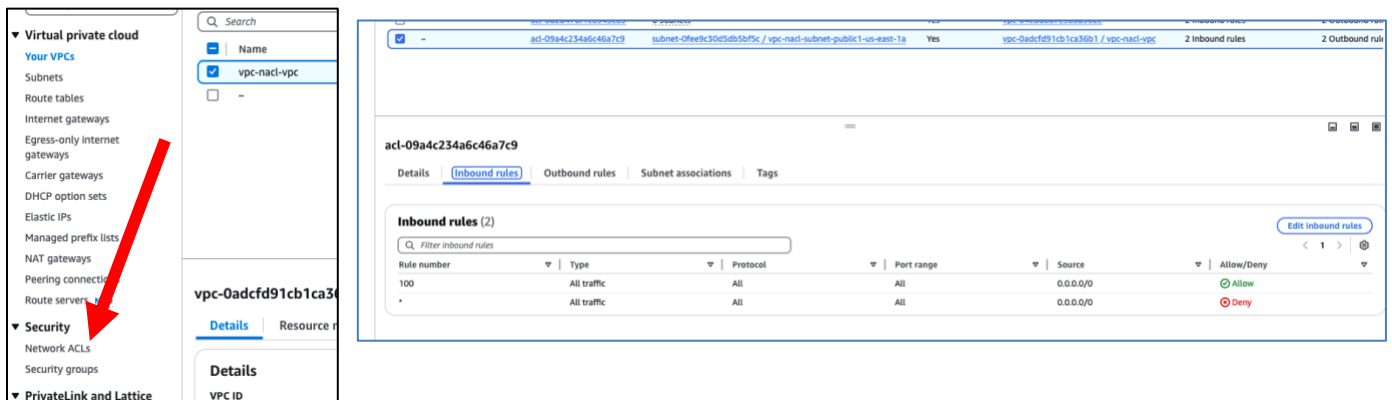 Virtual private cloud
Your VPCs
Subnets
Route tables
Internet gateways
Egress-only internet
gateways
Carrier gateways
DHCP option sets
Elastic IPs
Managed prefix lists
NAT gateways
Peering connections
Route servers
Security
Network ACLs
Security groups
PrivateLink and Lattice
Search
Name
vpc-nacl-vpc
-
vpc-0adcfd91cb1ca36
Details Resource
Details
VPC ID
- acl-09a4c234a6c46a7c9 subnet-0fee9c30d5db5bf5c / vpc-nacl-subnet-public1-us-east-1a Yes vpc-0adcfd91cb1ca36b1 / vpc-nacl-vpc 2 Inbound rules 2 Outbound rule
acl-09a4c234a6c46a7c9
Details Inbound rules Outbound rules Subnet associations Tags
Inbound rules (2)
Edit inbound rules
Filter inbound rules
< 1 >
Rule number Type Protocol Port range Source Allow/Deny
100 All traffic All All 0.0.0.0/0 Allow
* All traffic All All 0.0.0.0/0 Deny